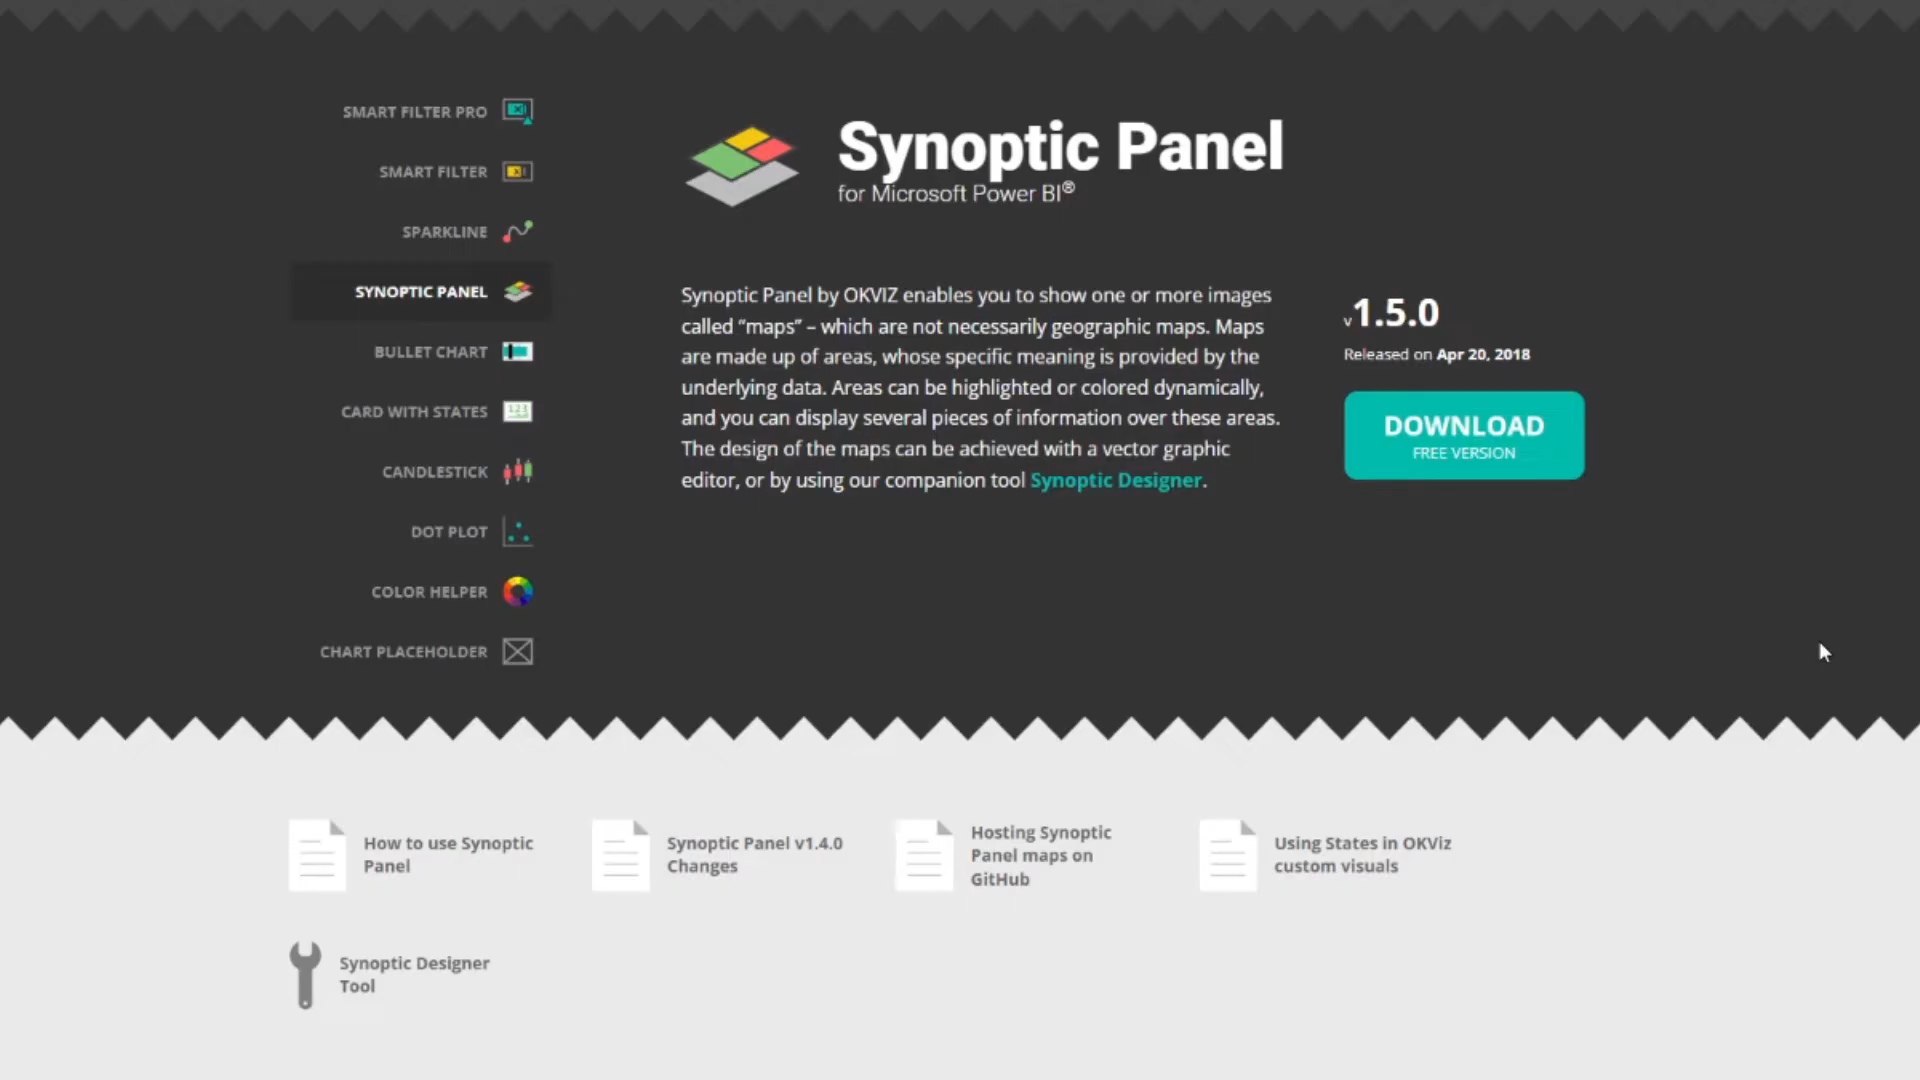 SMART FILTER PRO
SMART FILTER
SPARKLINE
SYNOPTIC PANEL
BULLET CHART
CARD WITH STATES
123
CANDLESTICK
DOT PLOT
COLOR HELPER
CHART PLACEHOLDER
Synoptic Panel
for Microsoft Power BI®
Synoptic Panel by OKVIZ enables you to show one or more images
called “maps” – which are not necessarily geographic maps. Maps
are made up of areas, whose specific meaning is provided by the
underlying data. Areas can be highlighted or colored dynamically,
and you can display several pieces of information over these areas.
The design of the maps can be achieved with a vector graphic
editor, or by using our companion tool Synoptic Designer.
v1.5.0
Released on Apr 20, 2018
DOWNLOAD
FREE VERSION
How to use Synoptic
Panel
Synoptic Panel v1.4.0
Changes
Hosting Synoptic
Panel maps on
GitHub
Using States in OKViz
custom visuals
Synoptic Designer
Tool